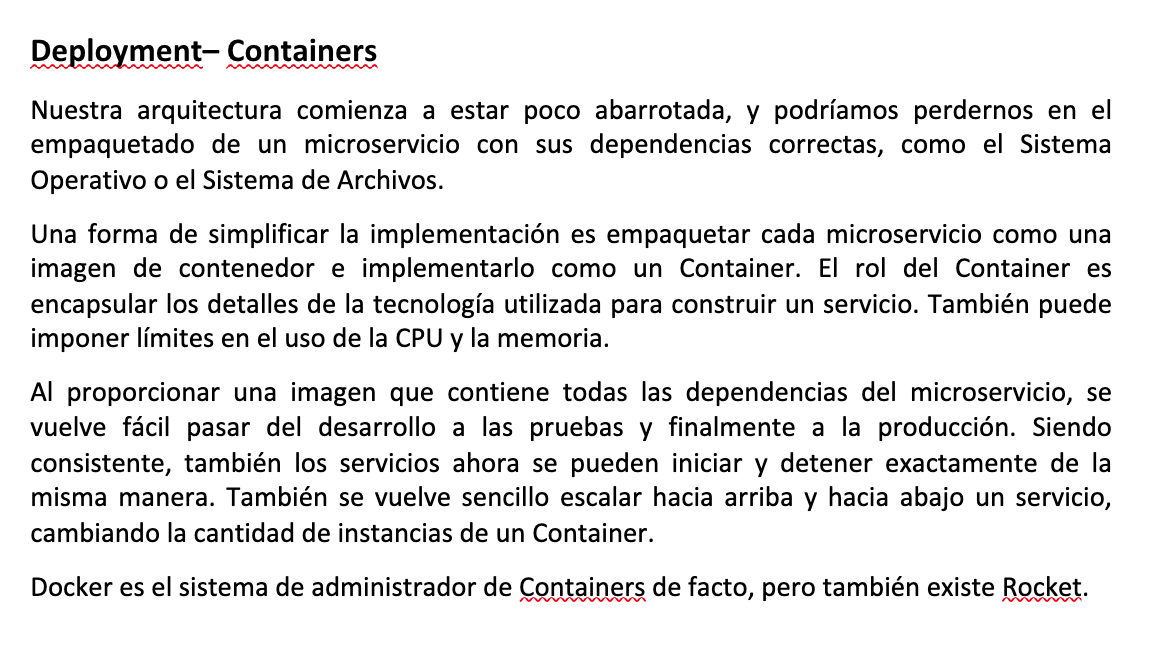 Deployment– Containers
Nuestra arquitectura comienza a estar poco abarrotada, y podríamos perdernos en el
empaquetado de un microservicio con sus dependencias correctas, como el Sistema
Operativo o el Sistema de Archivos.
Una forma de simplificar la implementación es empaquetar cada microservicio como una
imagen de contenedor e implementarlo como un Container. El rol del Container es
encapsular los detalles de la tecnología utilizada para construir un servicio. También puede
imponer límites en el uso de la CPU y la memoria.
Al proporcionar una imagen que contiene todas las dependencias del microservicio, se
vuelve fácil pasar del desarrollo a las pruebas y finalmente a la producción. Siendo
consistente, también los servicios ahora se pueden iniciar y detener exactamente de la
misma manera. También se vuelve sencillo escalar hacia arriba y hacia abajo un servicio,
cambiando la cantidad de instancias de un Container.
Docker es el sistema de administrador de Containers de facto, pero también existe Rocket.